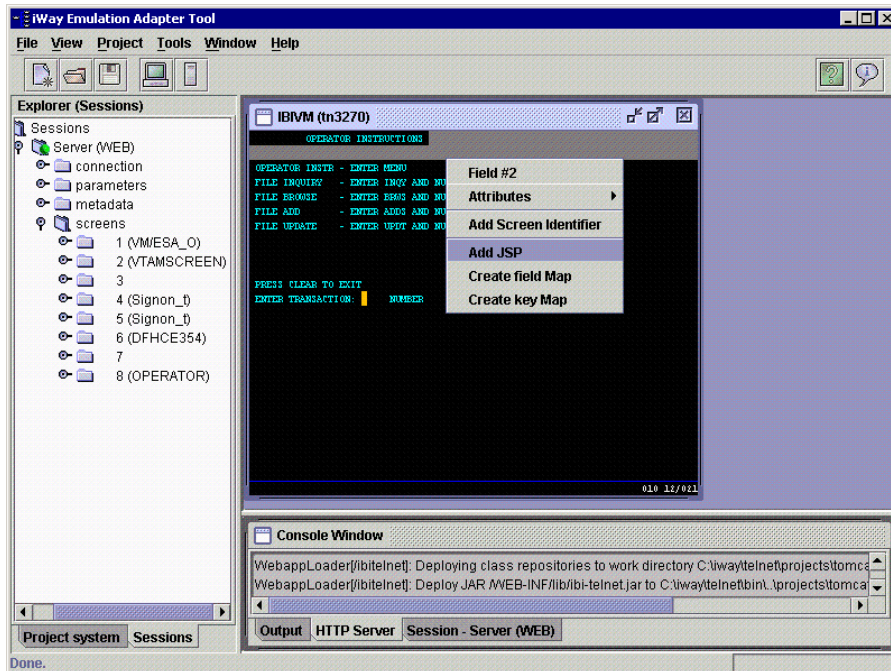 iWay Emulation Adapter Tool
File View Project Tools Window Help
Explorer (Sessions)
Sessions
Server (WEB)
connection
parameters
metadata
screens
1 (VM/ESA_O)
2 (VTAMSCREEN)
3
4 (Signon_t)
5 (Signon_t)
6 (DFHCE354)
7
8 (OPERATOR)
Project system Sessions
IBIVM (tn3270)
OPERATOR INSTRUCTIONS
OPERATOR INSTR - ENTER MENU
FILE INQUIRY - ENTER INQY AND NU
FILE BROWSE - ENTER BRWS AND NU
FILE ADD - ENTER ADDS AND NU
FILE UPDATE - ENTER UPDT AND NU
PRESS CLEAR TO EXIT
ENTER TRANSACTION: NUMBER
010 12/021
Field #2
Attributes
Add Screen Identifier
Add JSP
Create field Map
Create key Map
Console Window
WebappLoader[/ibitelnet]: Deploying class repositories to work directory C:\iway\telnet\projects\tomca
WebappLoader[/ibitelnet]: Deploy JAR /WEB-INF/lib/ibi-telnet.jar to C:\iway\telnet\bin\..\projects\tomca
Output HTTP Server Session - Server (WEB)
Done.